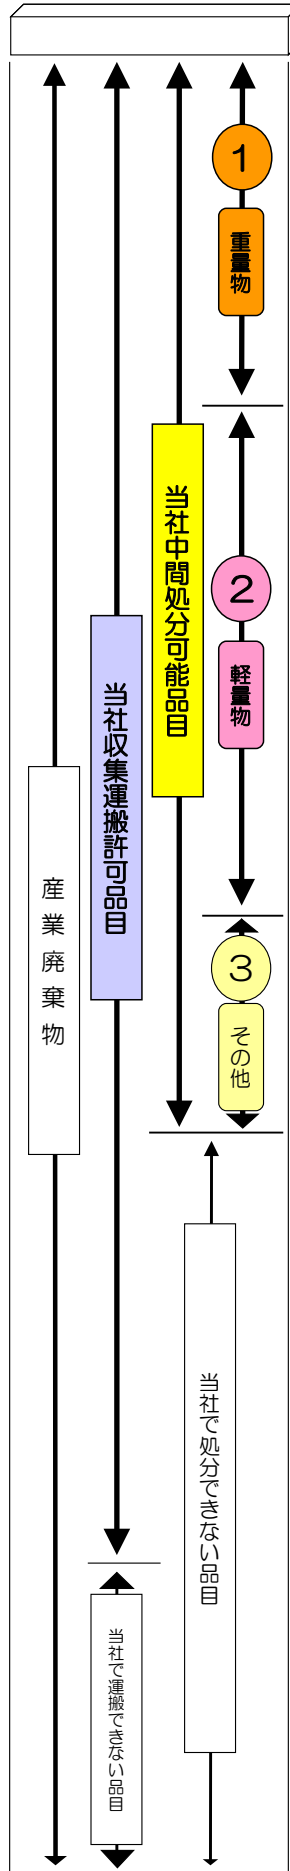 産業廃棄物
当社収集運搬許可品目
当社で運搬できない品目
当社中間処分可能品目
1
重量物
2
軽量物
3
その他
当社で処分できない品目